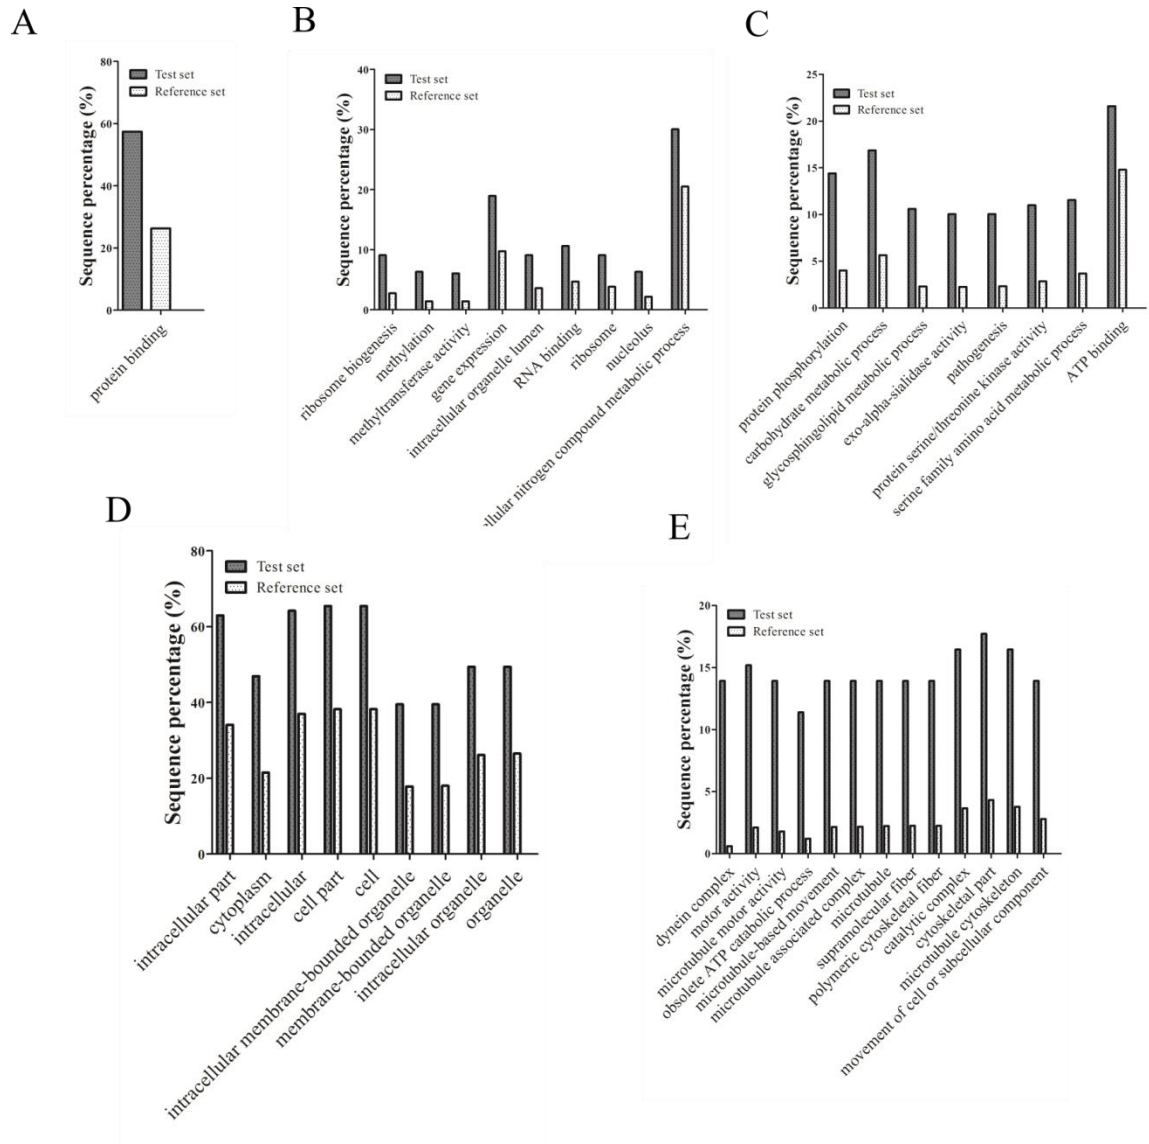 A
Sequence percentage (%)
80
60
40
20
0
Test set
Reference set
protein binding
B
Sequence percentage (%)
40
30
20
10
0
Test set
Reference set
ribosome biogenesis
methylation
methyltransferase activity
gene expression
intracellular organelle lumen
RNA binding
ribosome
nucleolus
ellular nitrogen compound metabolic process
C
Sequence percentage (%)
25
20
15
10
5
0
Test set
Reference set
protein phosphorylation
carbohydrate metabolic process
glycosphingolipid metabolic process
exo-alpha-sialidase activity
pathogenesis
protein serine/threonine kinase activity
serine family amino acid metabolic process
ATP binding
D
Sequence percentage (%)
80
60
40
20
0
Test set
Reference set
intracellular part
cytoplasm
intracellular
cell part
cell
intracellular membrane-bounded organelle
membrane-bounded organelle
intracellular organelle
organelle
E
Sequence percentage (%)
20
15
10
5
0
Test set
Reference set
dynein complex
motor activity
microtubule motor activity
obsolete ATP catabolic process
microtubule-based movement
microtubule associated complex
microtubule
supramolecular fiber
polymeric cytoskeletal fiber
catalytic complex
cytoskeletal part
microtubule cytoskeleton
movement of cell or subcellular component